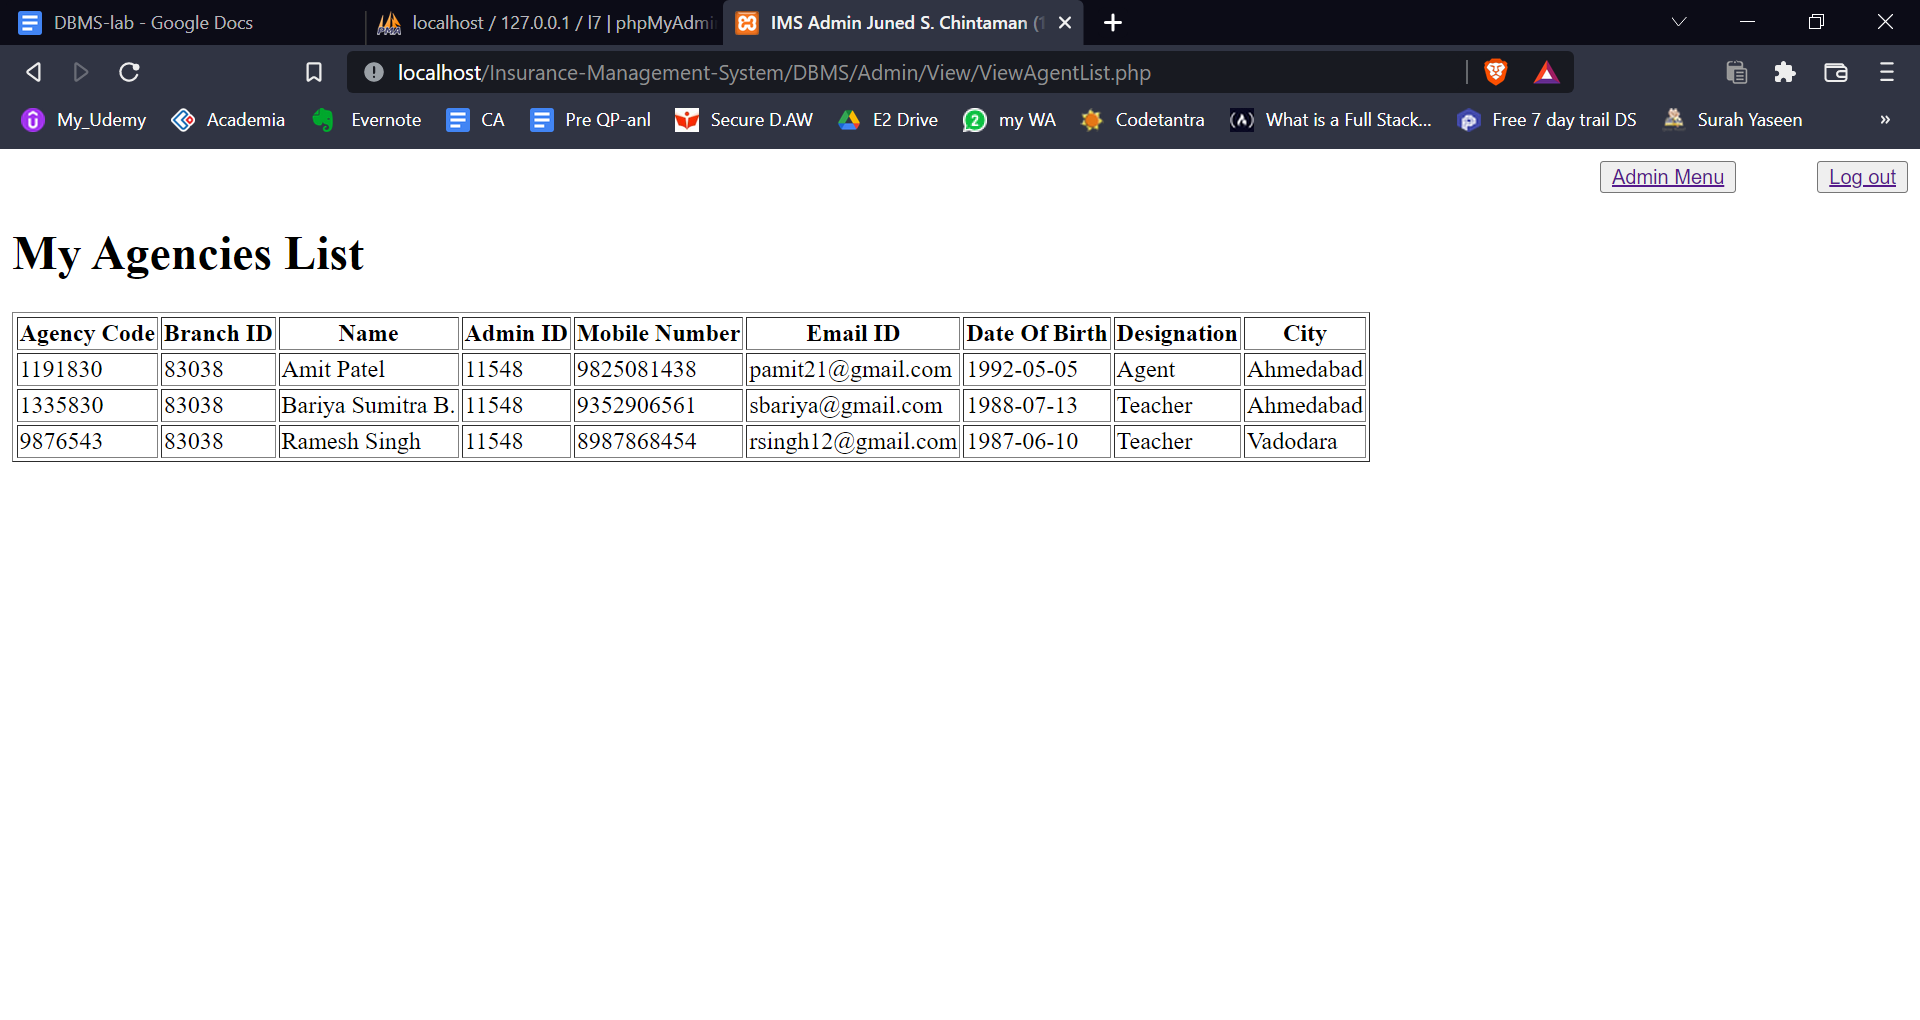 DBMS-lab - Google Docs
localhost / 127.0.0.1 / l7 | phpMyAdmi
IMS Admin Juned S. Chintaman (
localhost/Insurance-Management-System/DBMS/Admin/View/ViewAgentList.php
My_Udemy Academia Evernote CA Pre QP-anl Secure D.AW E2 Drive 2 my WA Codetantra What is a Full Stack... Free 7 day trail DS Surah Yaseen »
Admin Menu Log out
My Agencies List
Agency Code Branch ID Name Admin ID Mobile Number Email ID Date Of Birth Designation City
1191830 83038 Amit Patel 11548 9825081438 pamit21@gmail.com 1992-05-05 Agent Ahmedabad
1335830 83038 Bariya Sumitra B. 11548 9352906561 sbariya@gmail.com 1988-07-13 Teacher Ahmedabad
9876543 83038 Ramesh Singh 11548 8987868454 rsingh12@gmail.com 1987-06-10 Teacher Vadodara